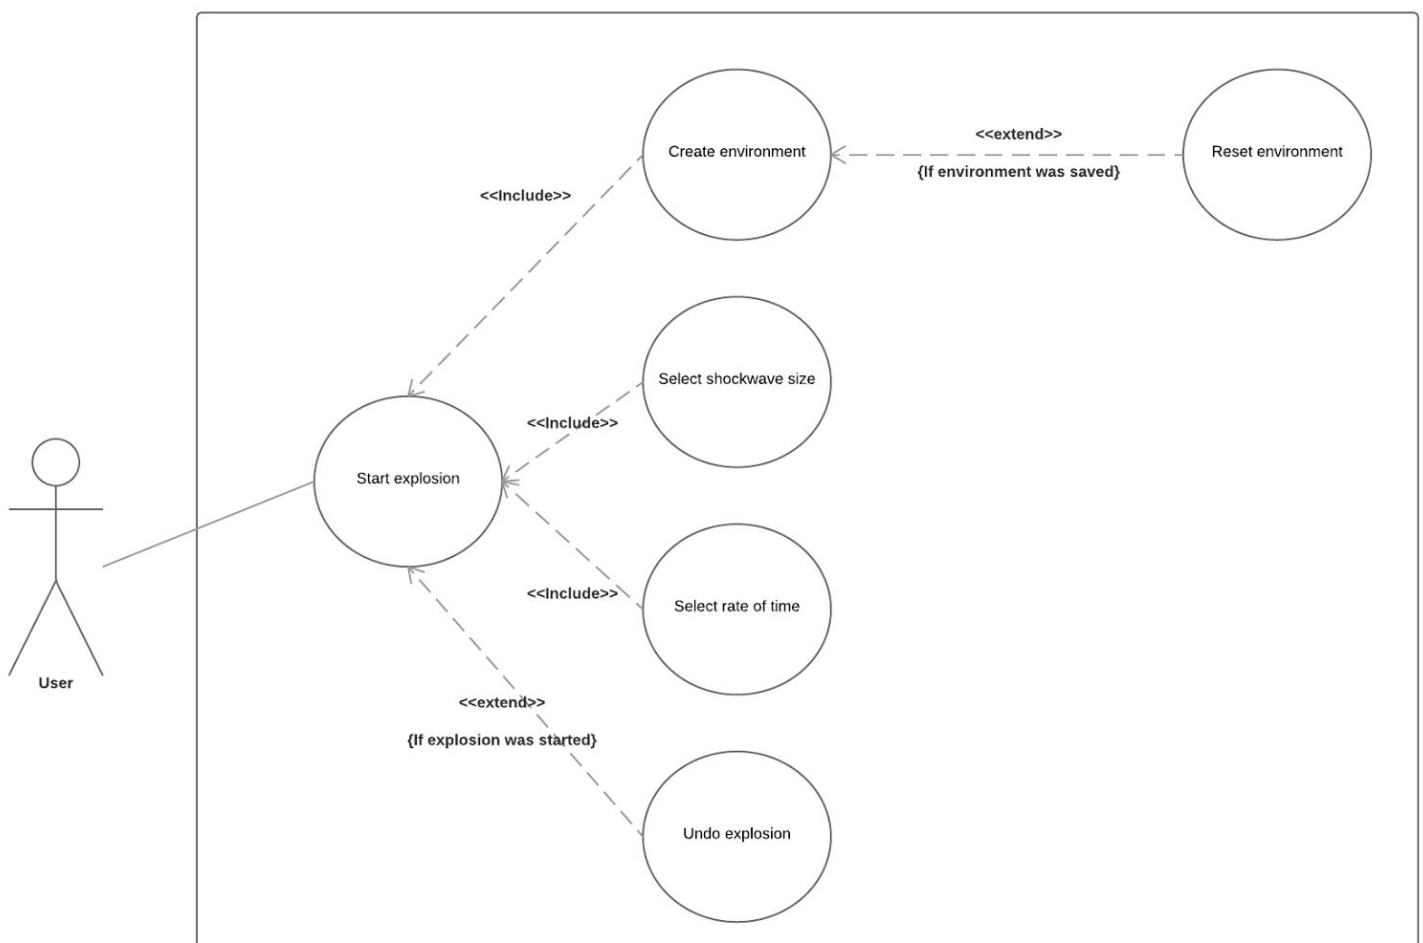 Create environment
<<extend>>
{If environment was saved}
Reset environment
<<Include>>
Select shockwave size
<<Include>>
Start explosion
<<Include>>
Select rate of time
User
<<extend>>
{If explosion was started}
Undo explosion